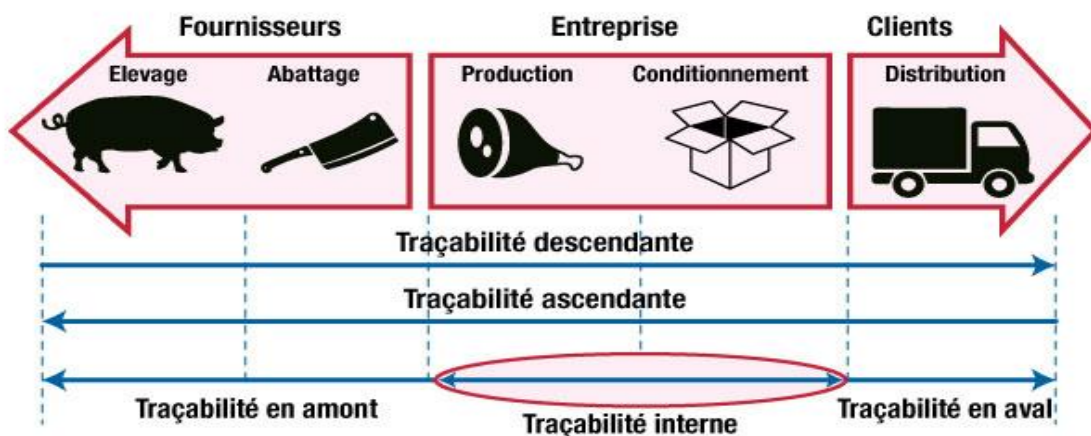 Fournisseurs Entreprise Clients
Elevage Abattage Production Conditionnement Distribution
Traçabilité descendante
Traçabilité ascendante
Traçabilité en amont Traçabilité interne Traçabilité en aval